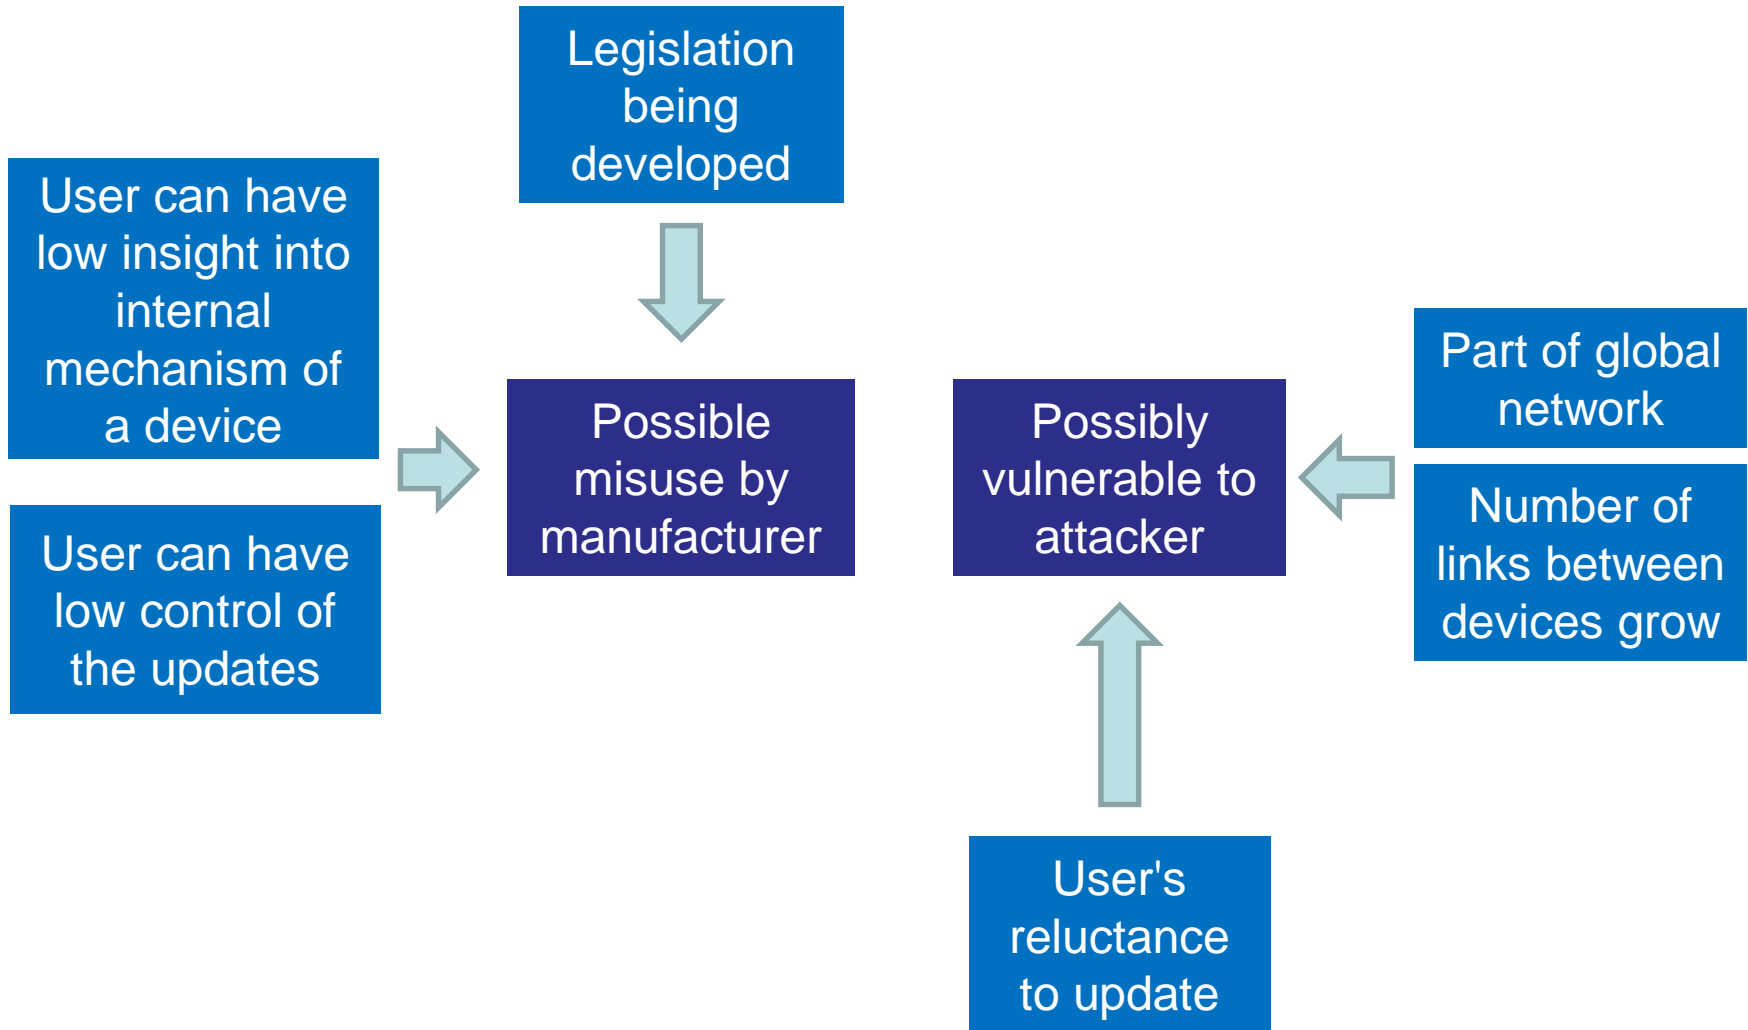 Legislation
being
developed
User can have
low insight into
internal
mechanism of
a device
User can have
low control of
the updates
Possible
misuse by
manufacturer
Possibly
vulnerable to
attacker
Part of global
network
Number of
links between
devices grow
User's
reluctance
to update